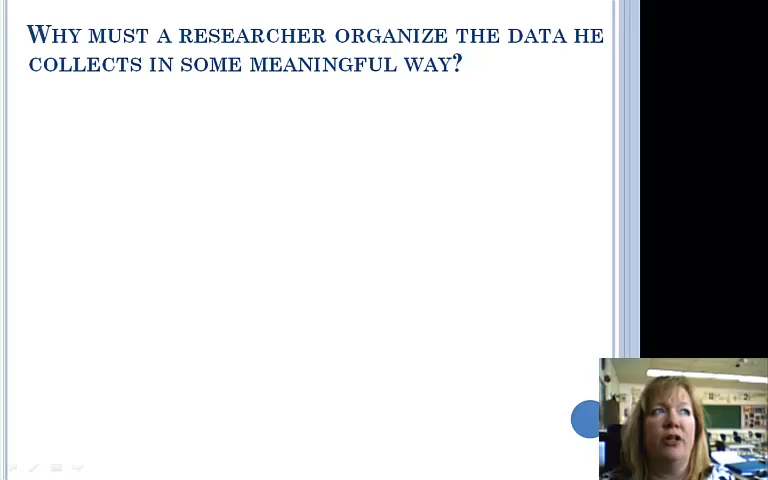 Why must a researcher organize the data he
collects in some meaningful way?